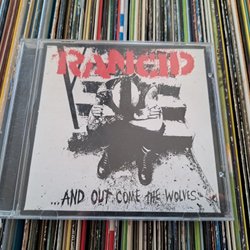 RANCID
...AND OUT COME THE WOLVES